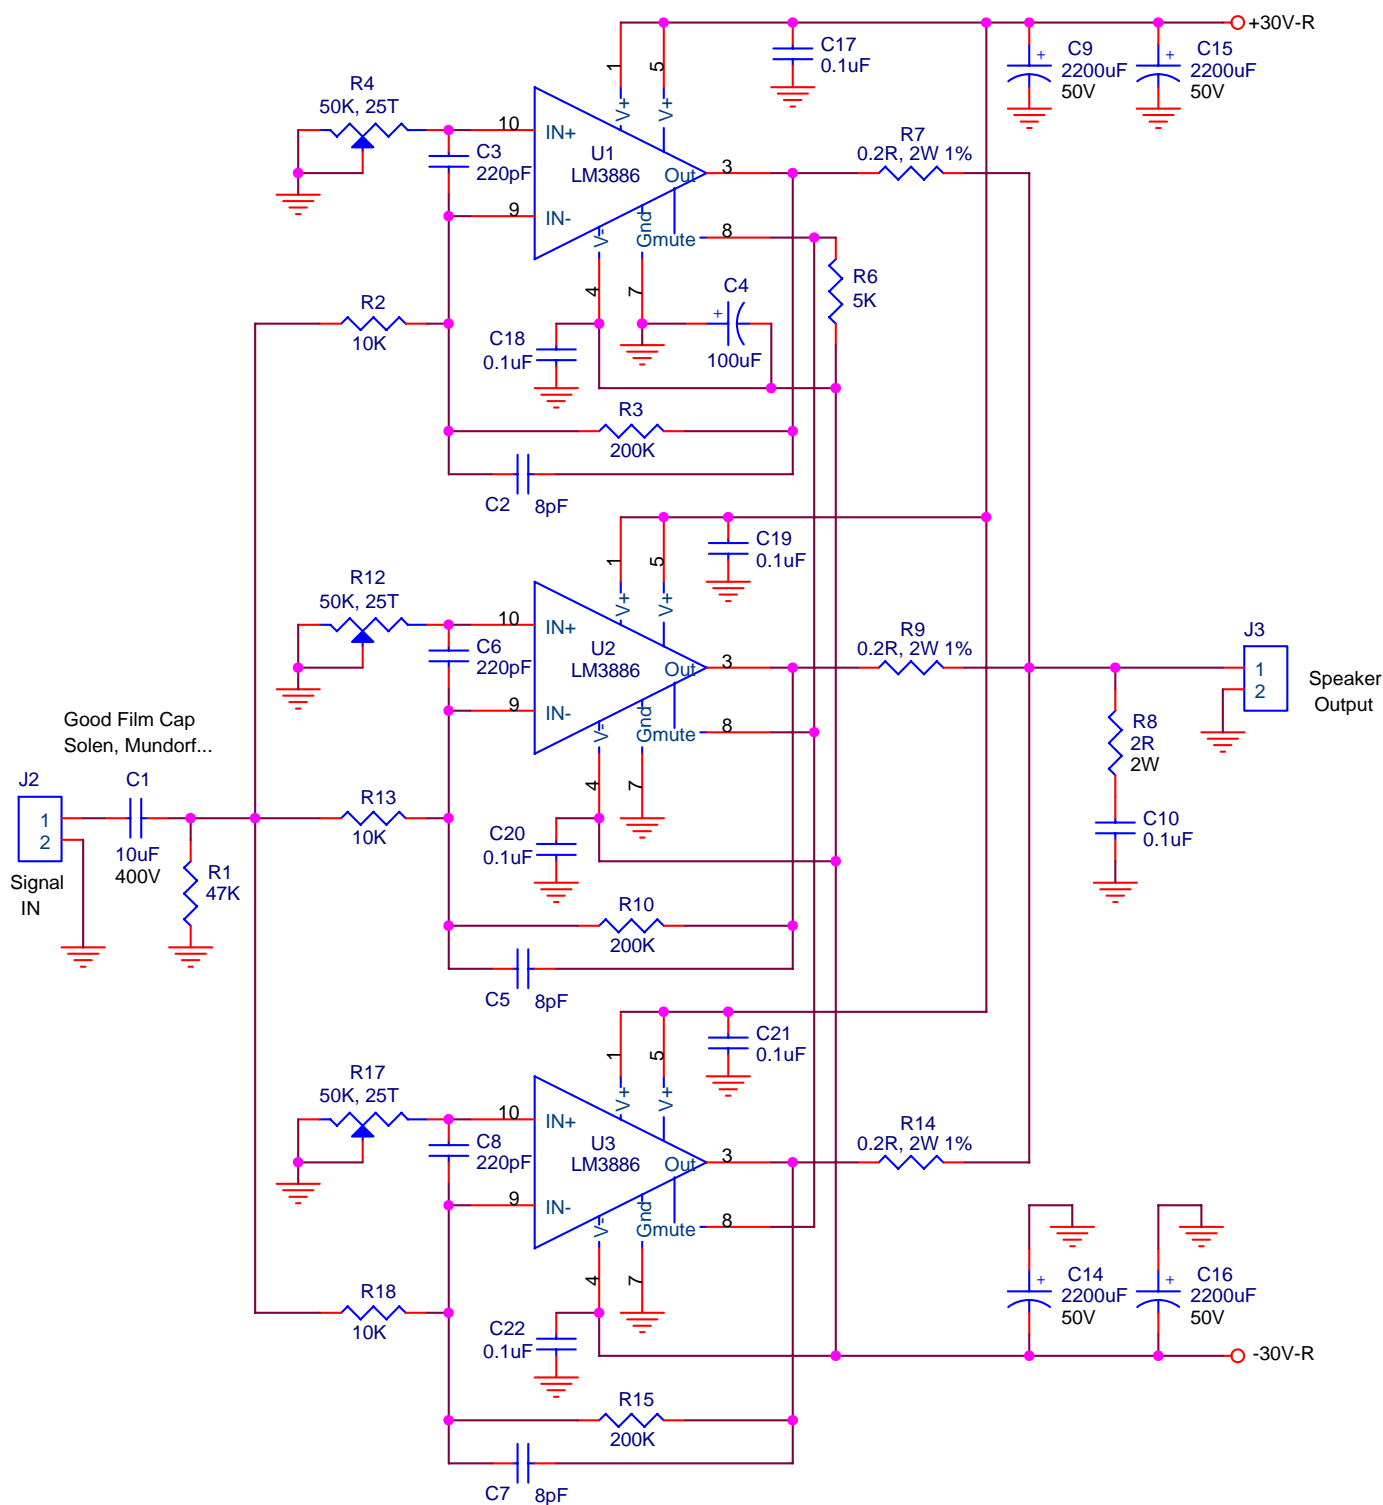 +30V-R
C17
0.1uF
C9
2200uF
50V
C15
2200uF
50V
1
5
V+
V+
R4
50K, 25T
10
IN+
C3
220pF
U1
LM3886
Out
3
R7
0.2R, 2W 1%
9
IN-
V-
Gnd
mute
8
4
7
C4
+
100uF
R6
5K
R2
10K
C18
0.1uF
R3
200K
C2
8pF
C19
0.1uF
1
5
V+
V+
R12
50K, 25T
10
IN+
C6
220pF
U2
LM3886
Out
3
R9
0.2R, 2W 1%
J3
1
2
Speaker
Output
9
IN-
V-
Gnd
mute
8
4
7
R8
2R
2W
Good Film Cap
Solen, Mundorf...
J2
1
2
C1
10uF
400V
Signal
IN
R1
47K
R13
10K
C20
0.1uF
C10
0.1uF
R10
200K
C5
8pF
C21
0.1uF
1
5
V+
V+
R17
50K, 25T
10
IN+
C8
220pF
U3
LM3886
Out
3
R14
0.2R, 2W 1%
9
IN-
V-
Gnd
mute
8
4
7
+
C14
2200uF
50V
+
C16
2200uF
50V
R18
10K
C22
0.1uF
-30V-R
R15
200K
C7
8pF